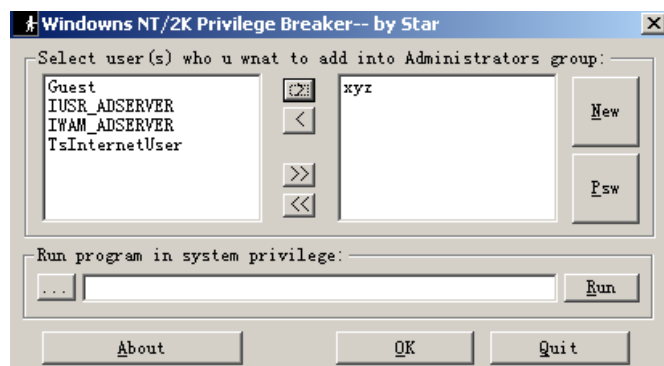 Windowns NT/2K Privilege Breaker-- by Star
Select user(s) who u wnat to add into Administrators group:
Guest
IUSR_ADSERVER
IWAM_ADSERVER
TsInternetUser
>
<
>>
<<
xyz
New
Psw
Run program in system privilege:
...
Run
About
OK
Quit